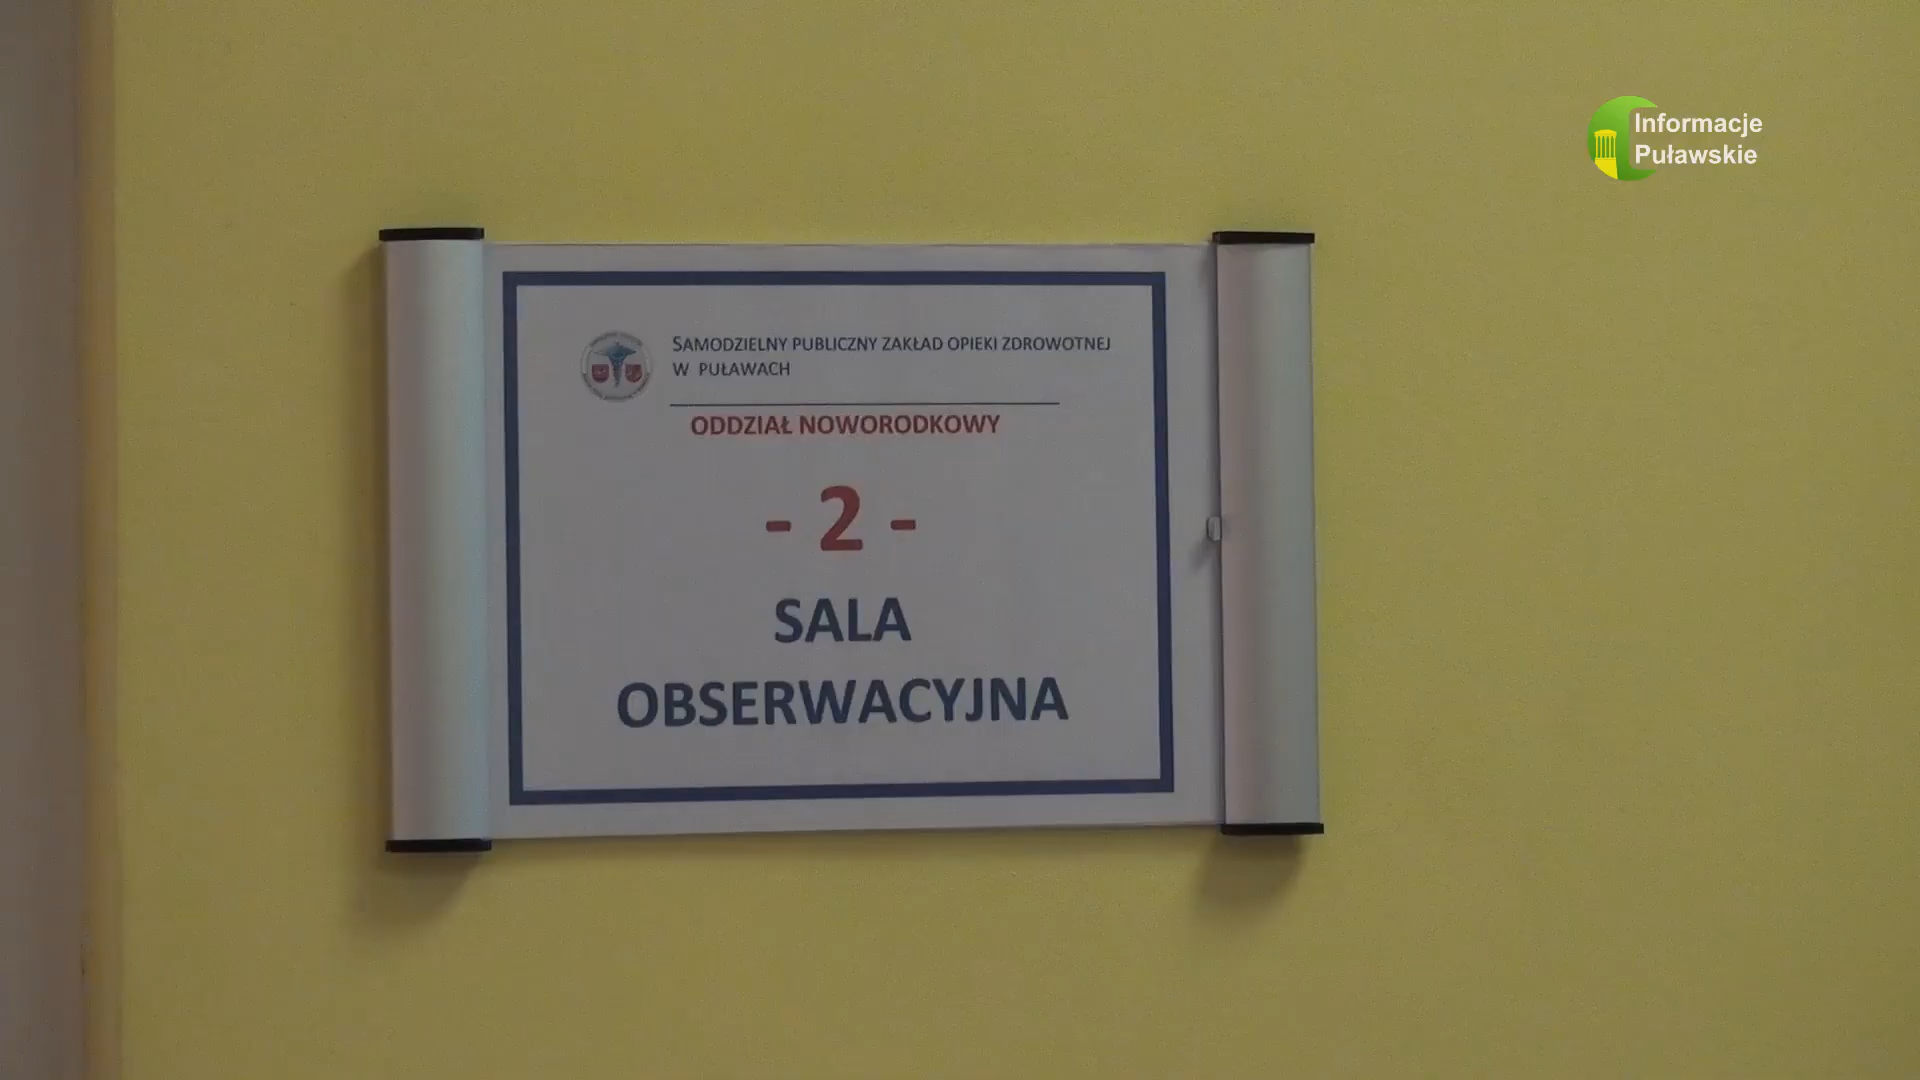 Informacje
Puławskie
SAMODZIELNY PUBLICZNY ZAKŁAD OPIEKI ZDROWOTNEJ
W PUŁAWACH
ODDZIAŁ NOWORODKOWY
- 2 -
SALA
OBSERWACYJNA